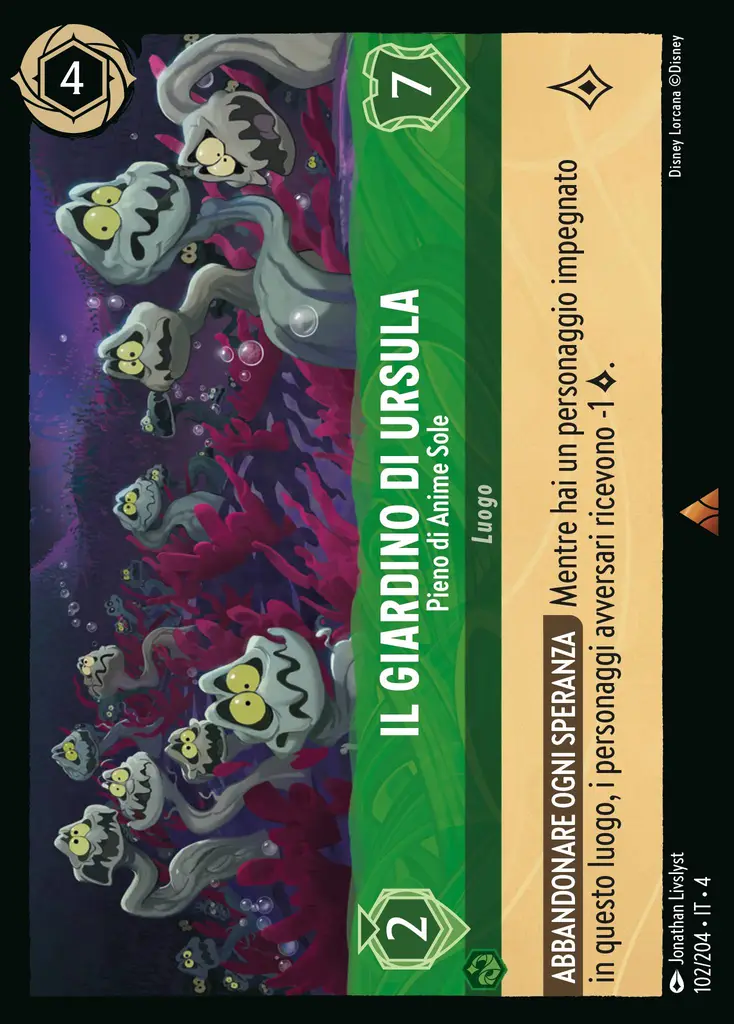 4
IL GIARDINO DI URSULA
Pieno di Anime Sole
2
7
Luogo
ABBANDONARE OGNI SPERANZA Mentre hai un personaggio impegnato
in questo luogo, i personaggi avversari ricevono -1.
Jonathan Livslyst
102/204 • IT • 4
Disney Lorcana ©Disney